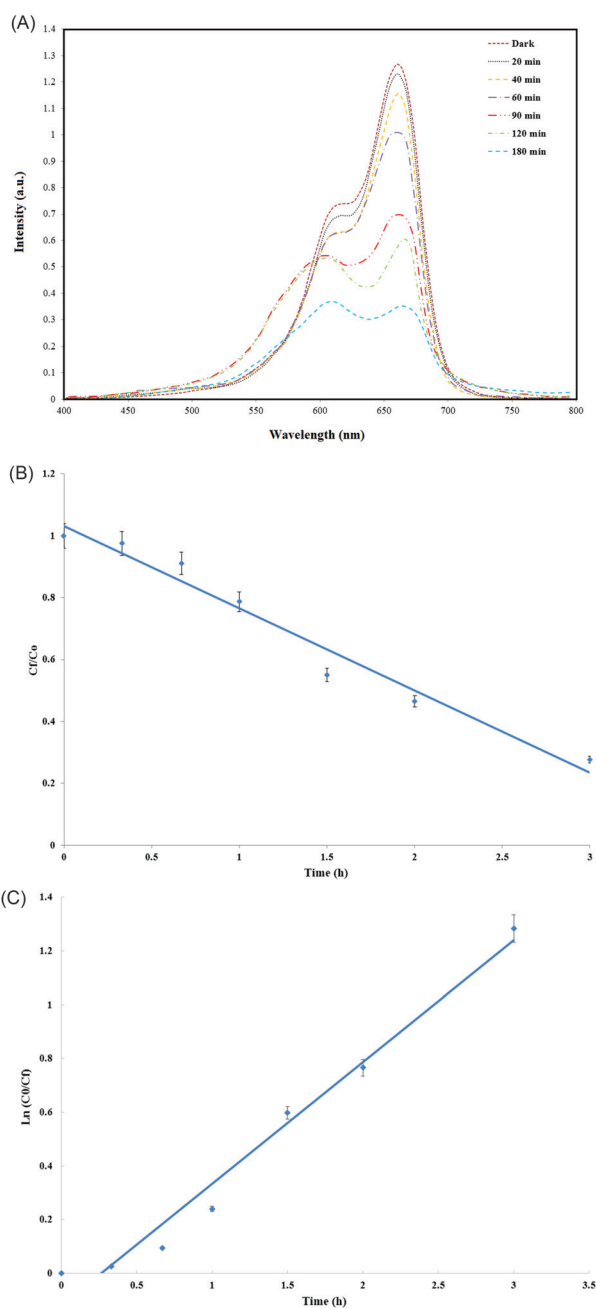 (A)
1.4
1.3
1.2
1.1
1
0.9
0.8
0.7
0.6
0.5
0.4
0.3
0.2
0.1
0
Intensity (a.u.)
Dark
20 min
40 min
60 min
90 min
120 min
180 min
400 450 500 550 600 650 700 750 800
Wavelength (nm)
(B)
1.2
1
0.8
0.6
0.4
0.2
0
Cf/Co
0 0.5 1 1.5 2 2.5 3
Time (h)
(C)
1.4
1.2
1
0.8
0.6
0.4
0.2
0
Ln (C0/Cf)
0 0.5 1 1.5 2 2.5 3 3.5
Time (h)